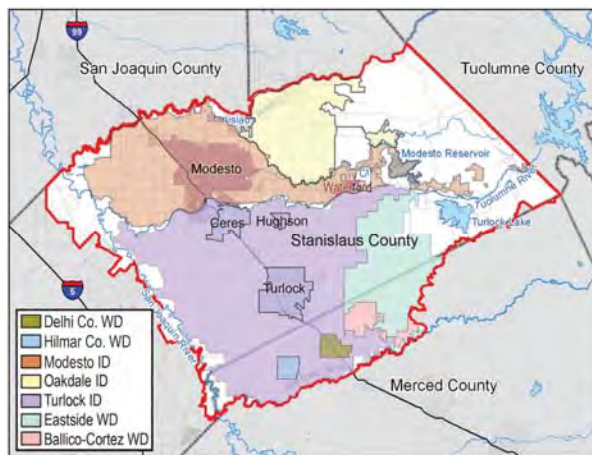 99
San Joaquin County
Tuolumne County
Stanislaus
Modesto
Modesto Reservoir
Waterford
Tuolumne River
Ceres
Hughson
Turlock Lake
Stanislaus County
Turlock
5
San Joaquin River
Merced County
Delhi Co. WD
Hilmar Co. WD
Modesto ID
Oakdale ID
Turlock ID
Eastside WD
Ballico-Cortez WD